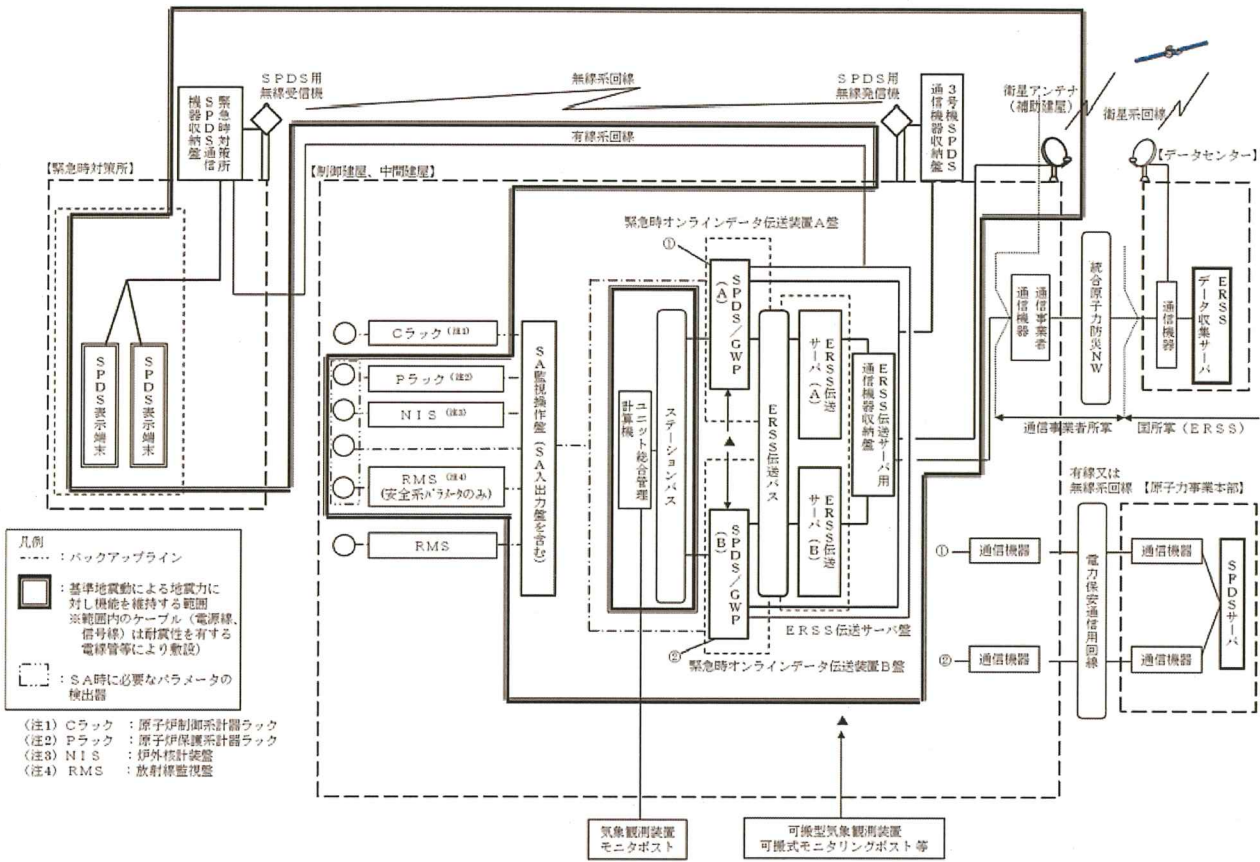 SPDS用
無線受信機
無線系回線
SPDS用
無線発信機
有線系回線
緊急時対策所
SPDS通信
機器収納盤
3号機SPDS
通信機器収納盤
衛星アンテナ
(補助建屋)
衛星系回線
【緊急時対策所】
【制御建屋、中間建屋】
【データセンター】
緊急時オンラインデータ伝送装置A盤
①
SPDS/GWP
(A)
SPDS表示端末
SPDS表示端末
Cラック(注1)
Pラック(注2)
NIS(注3)
RMS(注4)
(安全系パラメータのみ)
RMS
SA監視操作盤(SA入出力盤を含む)
ユニット総合管理
計算機
ステーションバス
ERSS伝送バス
ERSS伝送
サーバ(A)
ERSS伝送
サーバ(B)
ERSS伝送サーバ用
通信機器収納盤
SPDS/GWP
(B)
②
ERSS伝送サーバ盤
緊急時オンラインデータ伝送装置B盤
通信事業者
通信機器
統合原子力防災NW
通信機器
ERSS
データ収集サーバ
通信事業者所掌
国所掌(ERSS)
有線又は
無線系回線
【原子力事業本部】
①
通信機器
通信機器
②
通信機器
通信機器
電力保安通信用回線
SPDSサーバ
凡例
:バックアップライン
:基準地震動による地震力に
対し機能を維持する範囲
※範囲内のケーブル(電源線、
信号線)は耐震性を有する
電線管等により敷設)
:SA時に必要なパラメータの
検出器
(注1)Cラック :原子炉制御系計器ラック
(注2)Pラック :原子炉保護系計器ラック
(注3)NIS :炉外核計装盤
(注4)RMS :放射線監視盤
気象観測装置
モニタポスト
可搬型気象観測装置
可搬式モニタリングポスト等